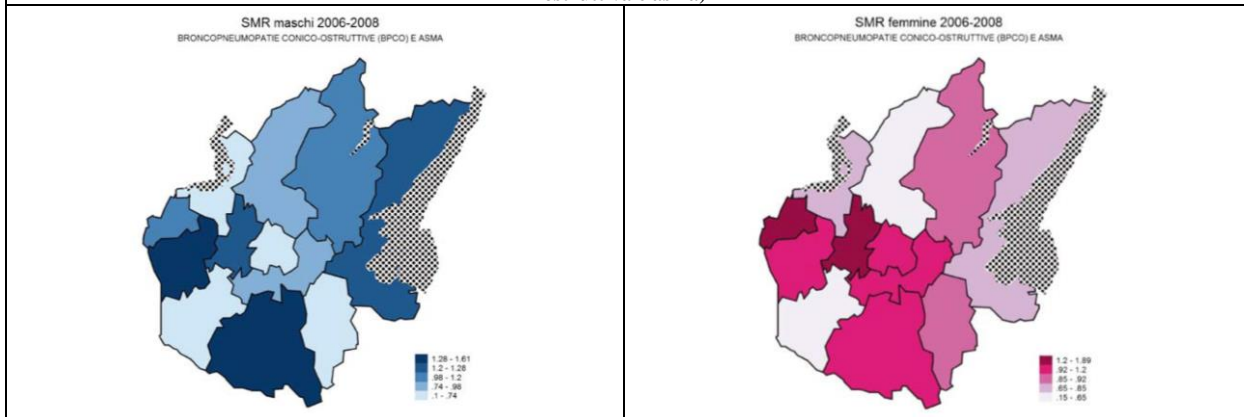 SMR maschi 2006-2008
BRONCOPNEUMOPATIE CONICO-OSTRUTTIVE (BPCO) E ASMA
1.28 - 1.61
1.2 - 1.28
.98 - 1.2
.74 - .98
.1 - .74
SMR femmine 2006-2008
BRONCOPNEUMOPATIE CONICO-OSTRUTTIVE (BPCO) E ASMA
1.2 - 1.89
.92 - 1.2
.85 - .92
.65 - .85
.15 - .65